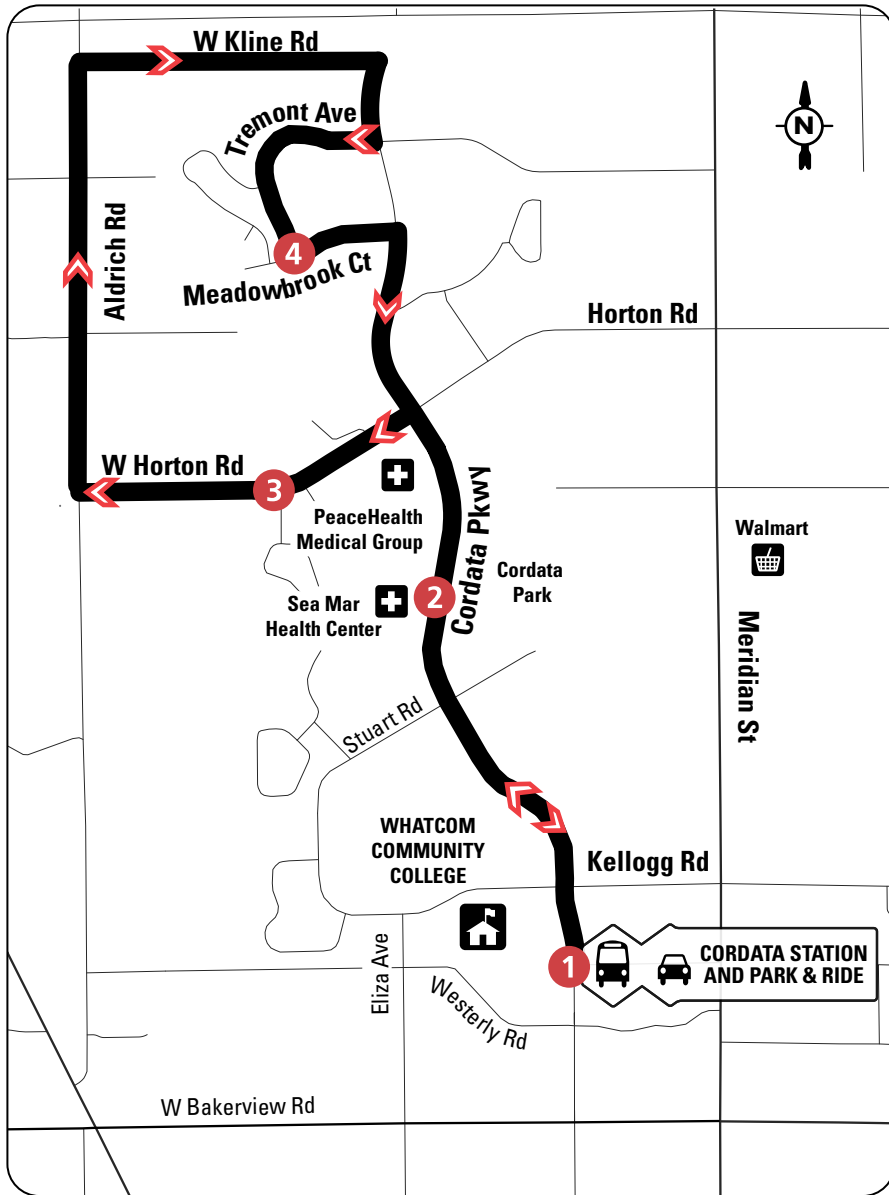 W Kline Rd
Tremont Ave
N
Aldrich Rd
4
Meadowbrook Ct
Horton Rd
W Horton Rd
3
PeaceHealth
Medical Group
Cordata Pkwy
Walmart
Sea Mar
Health Center
2
Cordata
Park
Meridian St
Stuart Rd
WHATCOM
COMMUNITY
COLLEGE
Kellogg Rd
1
CORDATA STATION
AND PARK & RIDE
Eliza Ave
Westerly Rd
W Bakerview Rd